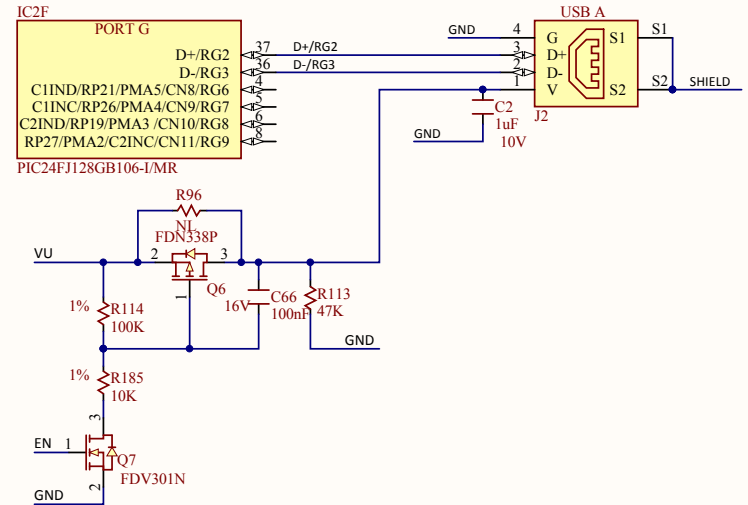 IC2F
PORT G
D+/RG2 37
D-/RG3 36
C1IND/RP21/PMA5/CN8/RG6 4
C1INC/RP26/PMA4/CN9/RG7 5
C2IND/RP19/PMA3 /CN10/RG8 6
RP27/PMA2/C2INC/CN11/RG9 8
PIC24FJ128GB106-I/MR
D+/RG2
D-/RG3
USB A
GND 4 G S1 S1
3 D+
2 D-
1 V S2 S2 SHIELD
J2
C2
1uF
10V
GND
R96
NL
FDN338P
VU 2 3
Q6
1
1% R114
100K
16V C66
100nF
R113
47K
GND
1% R185
10K
3
EN 1
Q7
FDV301N
2
GND